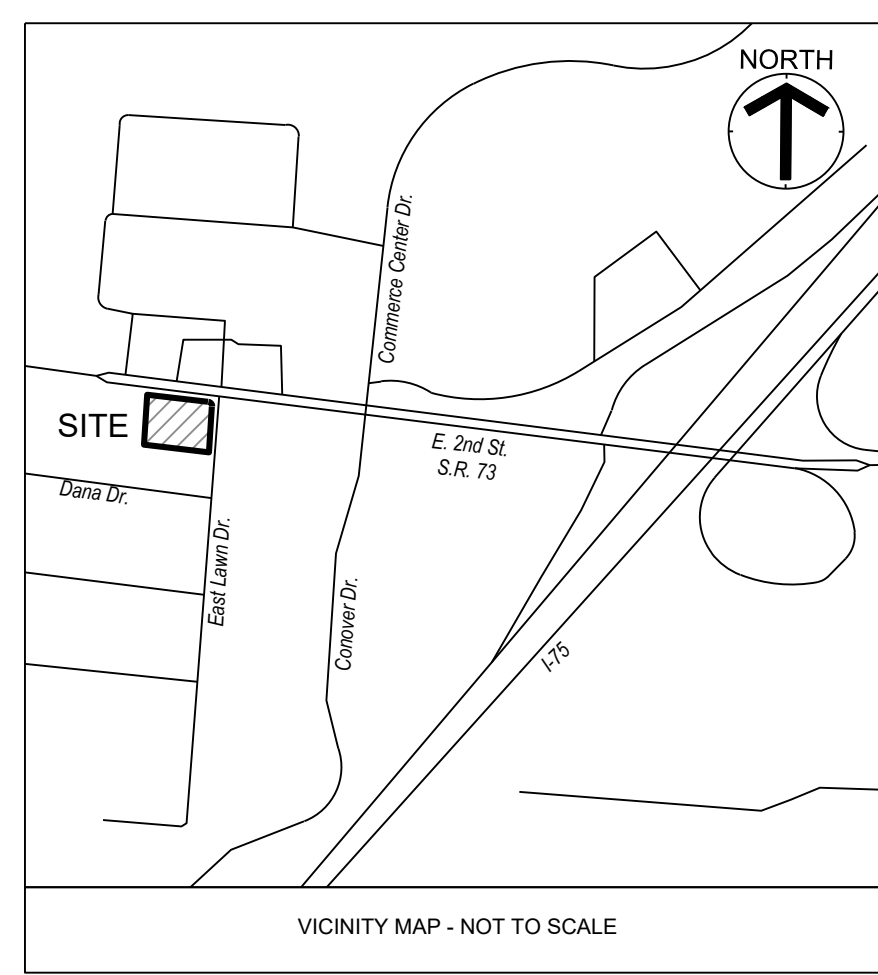 NORTH
Commerce Center Dr.
SITE
E. 2nd St.
S.R. 73
Dana Dr.
East Lawn Dr.
Conover Dr.
I-75
VICINITY MAP - NOT TO SCALE